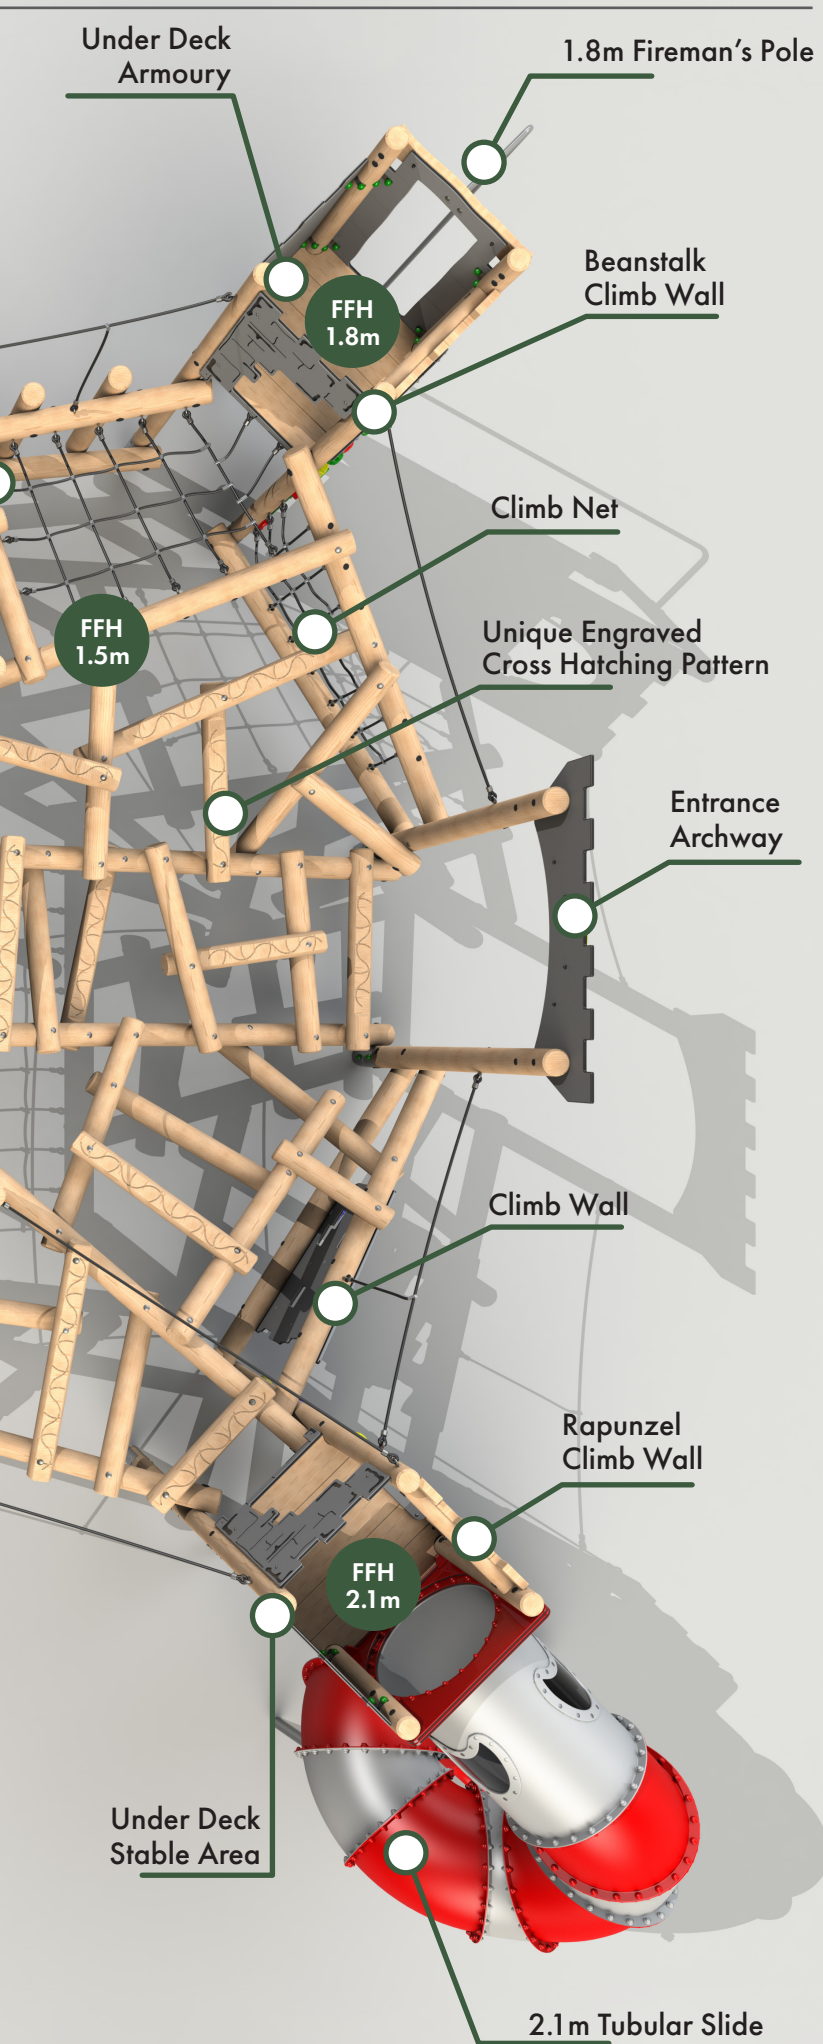 Under Deck
Armoury
1.8m Fireman’s Pole
Beanstalk
Climb Wall
FFH
1.8m
Climb Net
FFH
1.5m
Unique Engraved
Cross Hatching Pattern
Entrance
Archway
Climb Wall
Rapunzel
Climb Wall
FFH
2.1m
Under Deck
Stable Area
2.1m Tubular Slide